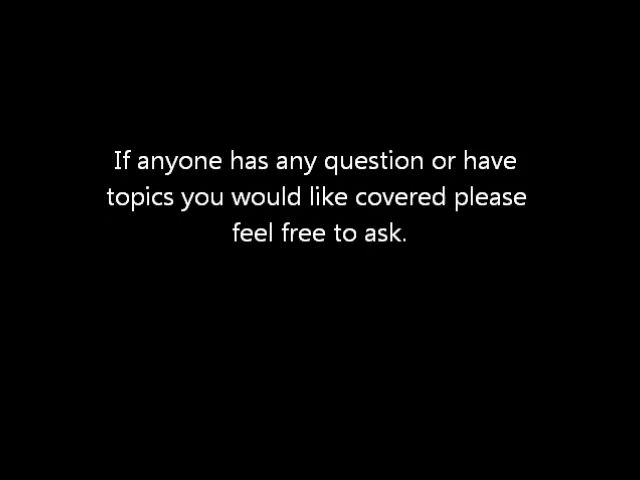 If anyone has any question or have
topics you would like covered please
feel free to ask.